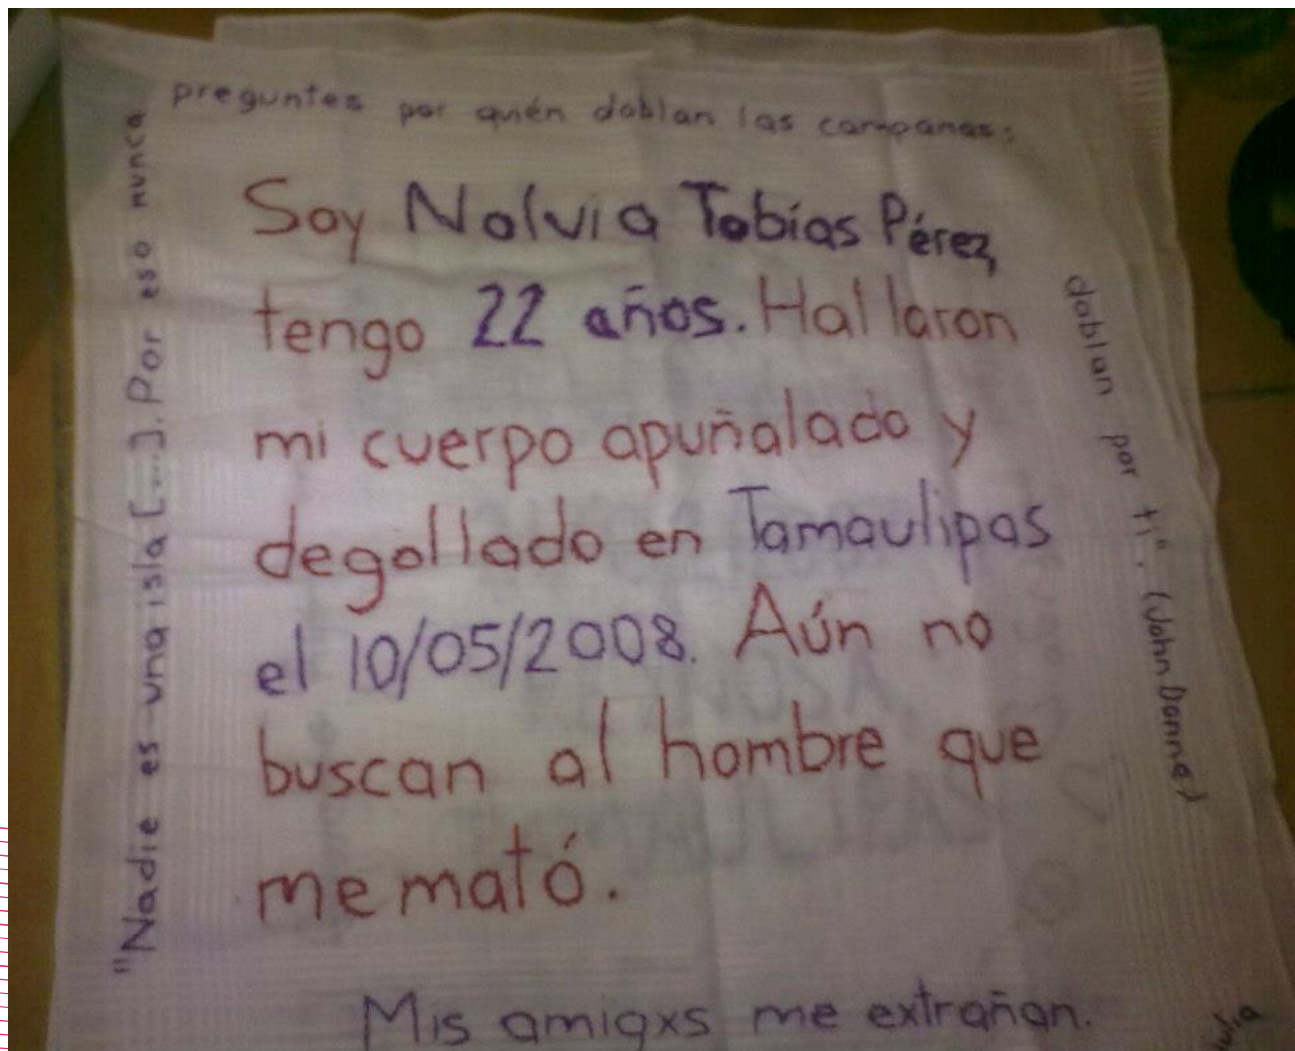 "Nadie es una isla [...]. Por eso nunca
preguntes por quién doblan las campanas:
doblan por ti". (John Donne)
Soy Nalvia Tobías Pérez,
tengo 22 años. Hallaron
mi cuerpo apuñalado y
degollado en Tamaulipas
el 10/05/2008. Aún no
buscan al hombre que
me mató.
Mis amigxs me extrañan.